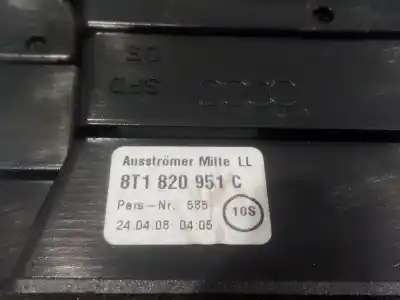 Ausströmer Mitte LL
8T1 820 951 C
Pers-Nr. 585
10S
24.04.08 04:05